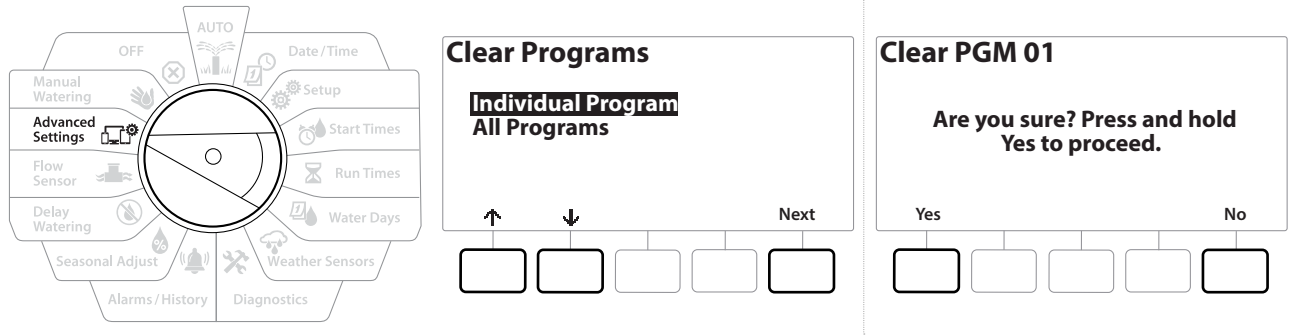 AUTO
OFF
Date/Time
Manual
Watering
Setup
Advanced
Settings
Start Times
Flow
Sensor
Run Times
Delay
Watering
Water Days
Seasonal Adjust
Weather Sensors
Alarms/History
Diagnostics
1
1
%
Clear Programs
Individual Program
All Programs
Next
Clear PGM 01
Are you sure? Press and hold
Yes to proceed.
Yes
No